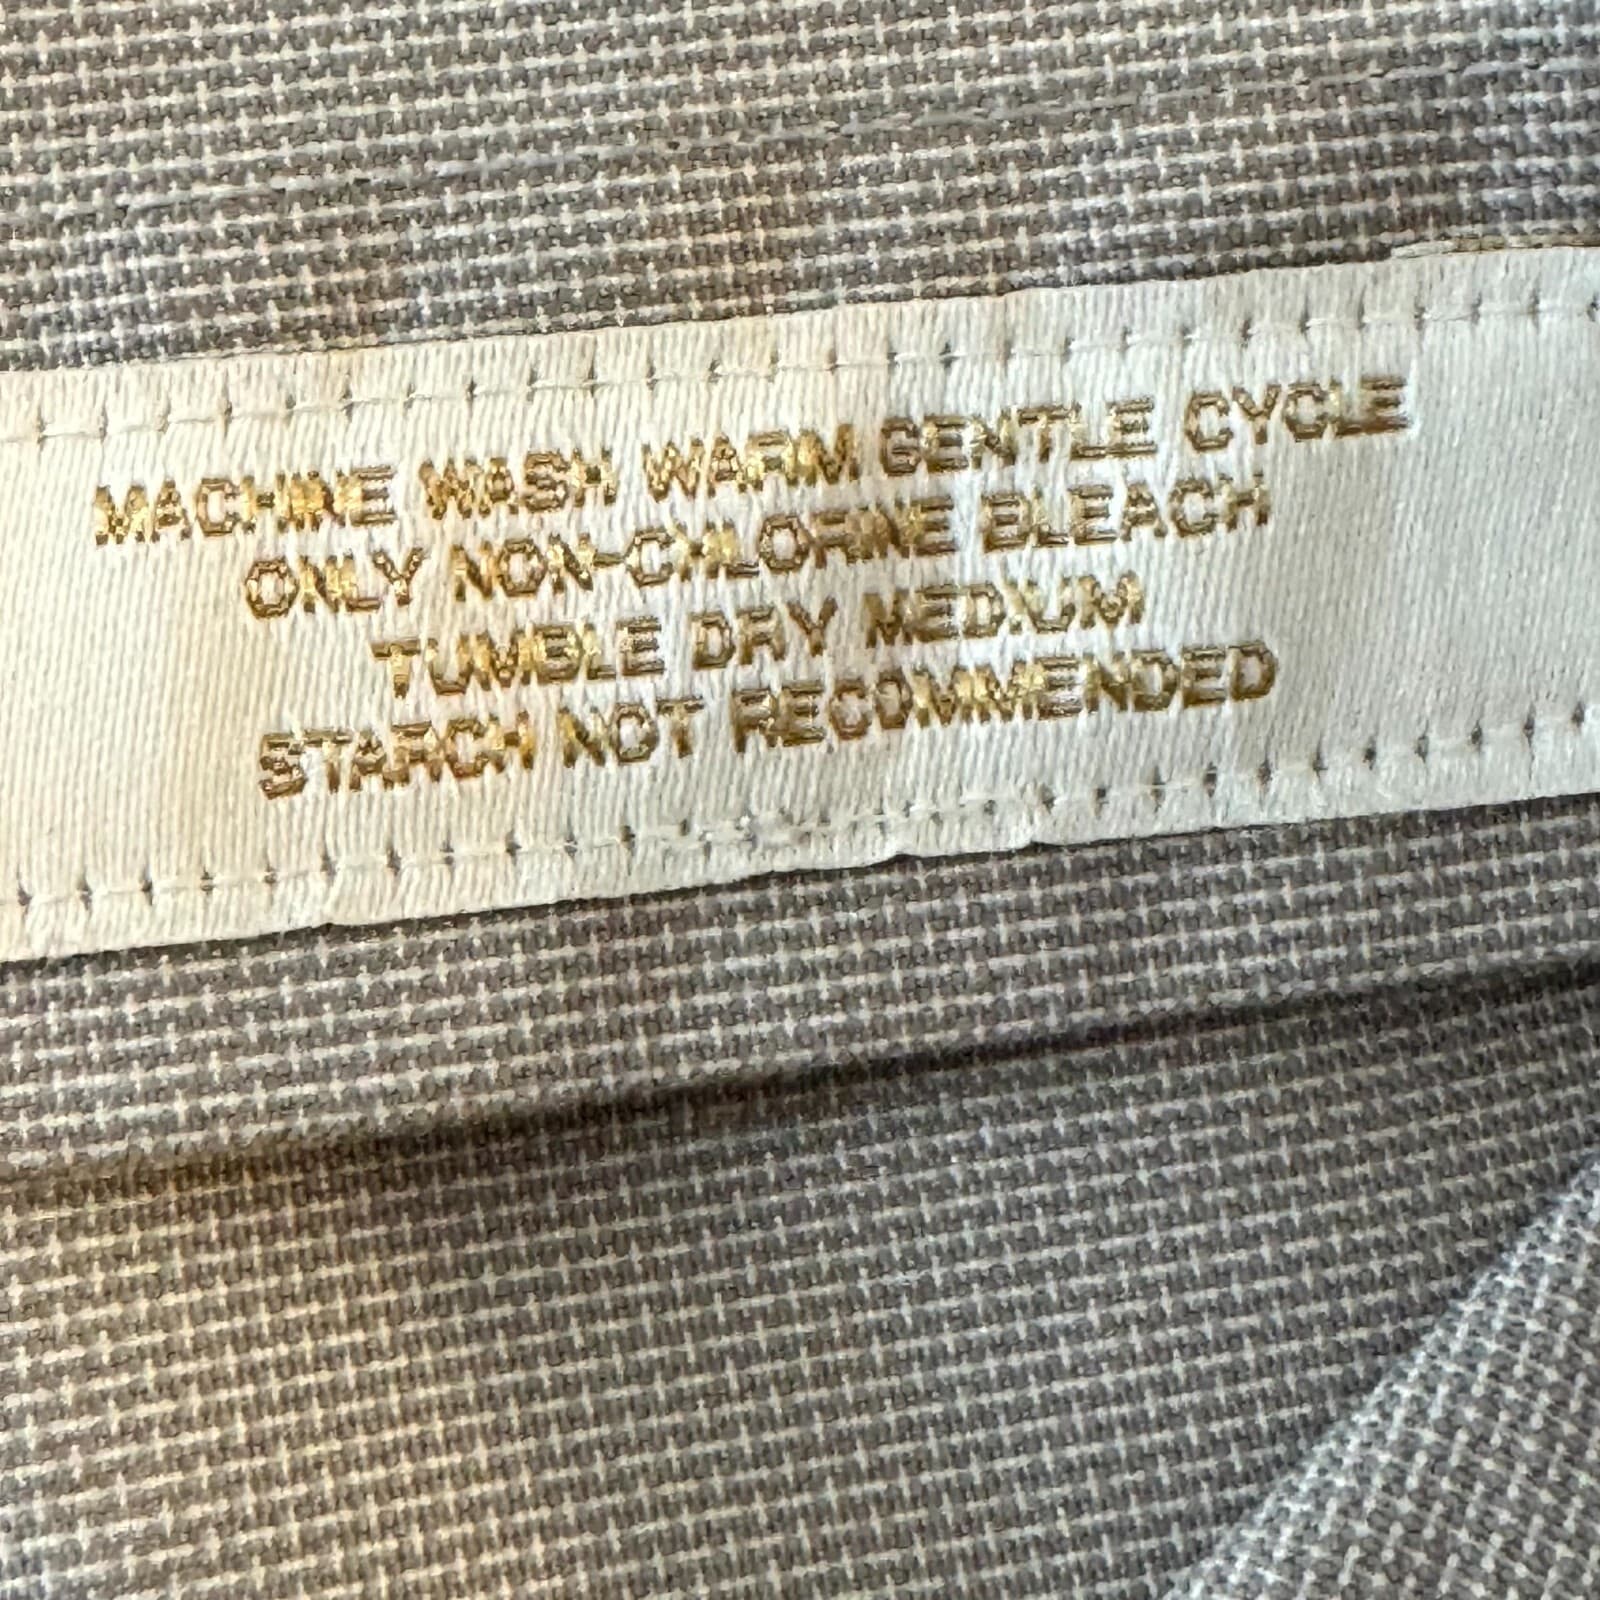 MACHINE WASH WARM GENTLE CYCLE
ONLY NON-CHLORINE BLEACH
TUMBLE DRY MEDIUM
STARCH NOT RECOMMENDED